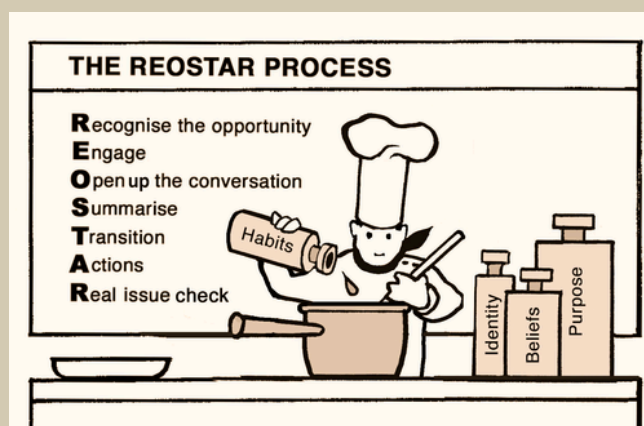 THE REOSTAR PROCESS
Recognise the opportunity
Engage
Open up the conversation
Summarise
Transition
Actions
Real issue check
Habits
Identity
Beliefs
Purpose